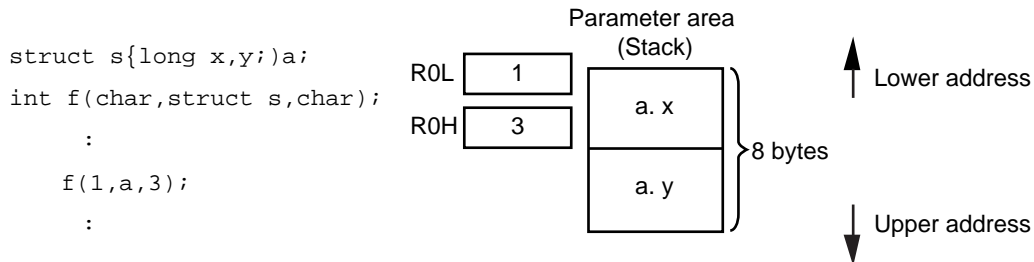 struct s{long x,y;)a;
int f(char,struct s,char);
:
f(1,a,3);
:
Parameter area
(Stack)
R0L 1
R0H 3
a. x
a. y
8 bytes
Lower address
Upper address